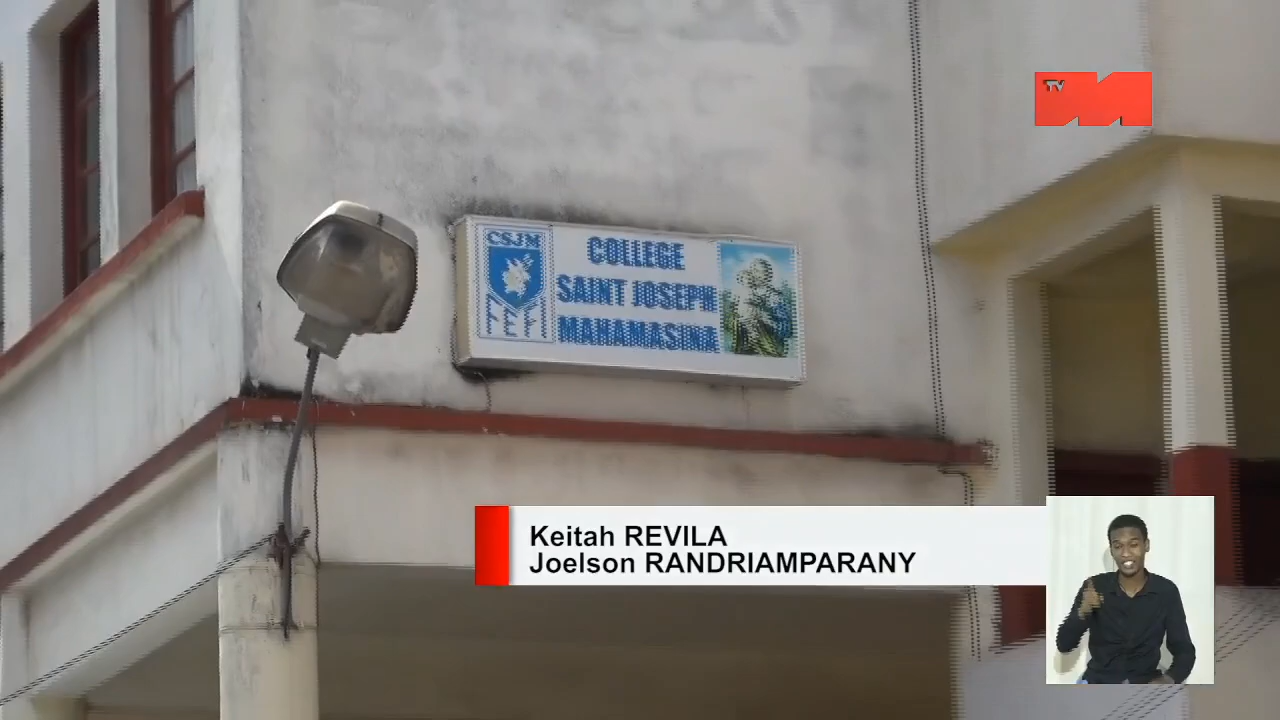 TV
CSJM
COLLEGE
SAINT JOSEPH
MAHAMASINA
FEFI
Keitah REVILA
Joelson RANDRIAMPARANY